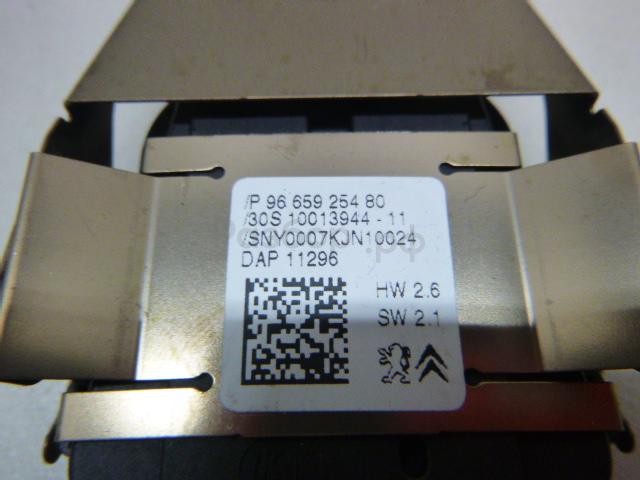 /P 96 659 254 80
/30S 10013944 - 11
/SNY0007KJN10024
DAP 11296
HW 2.6
SW 2.1